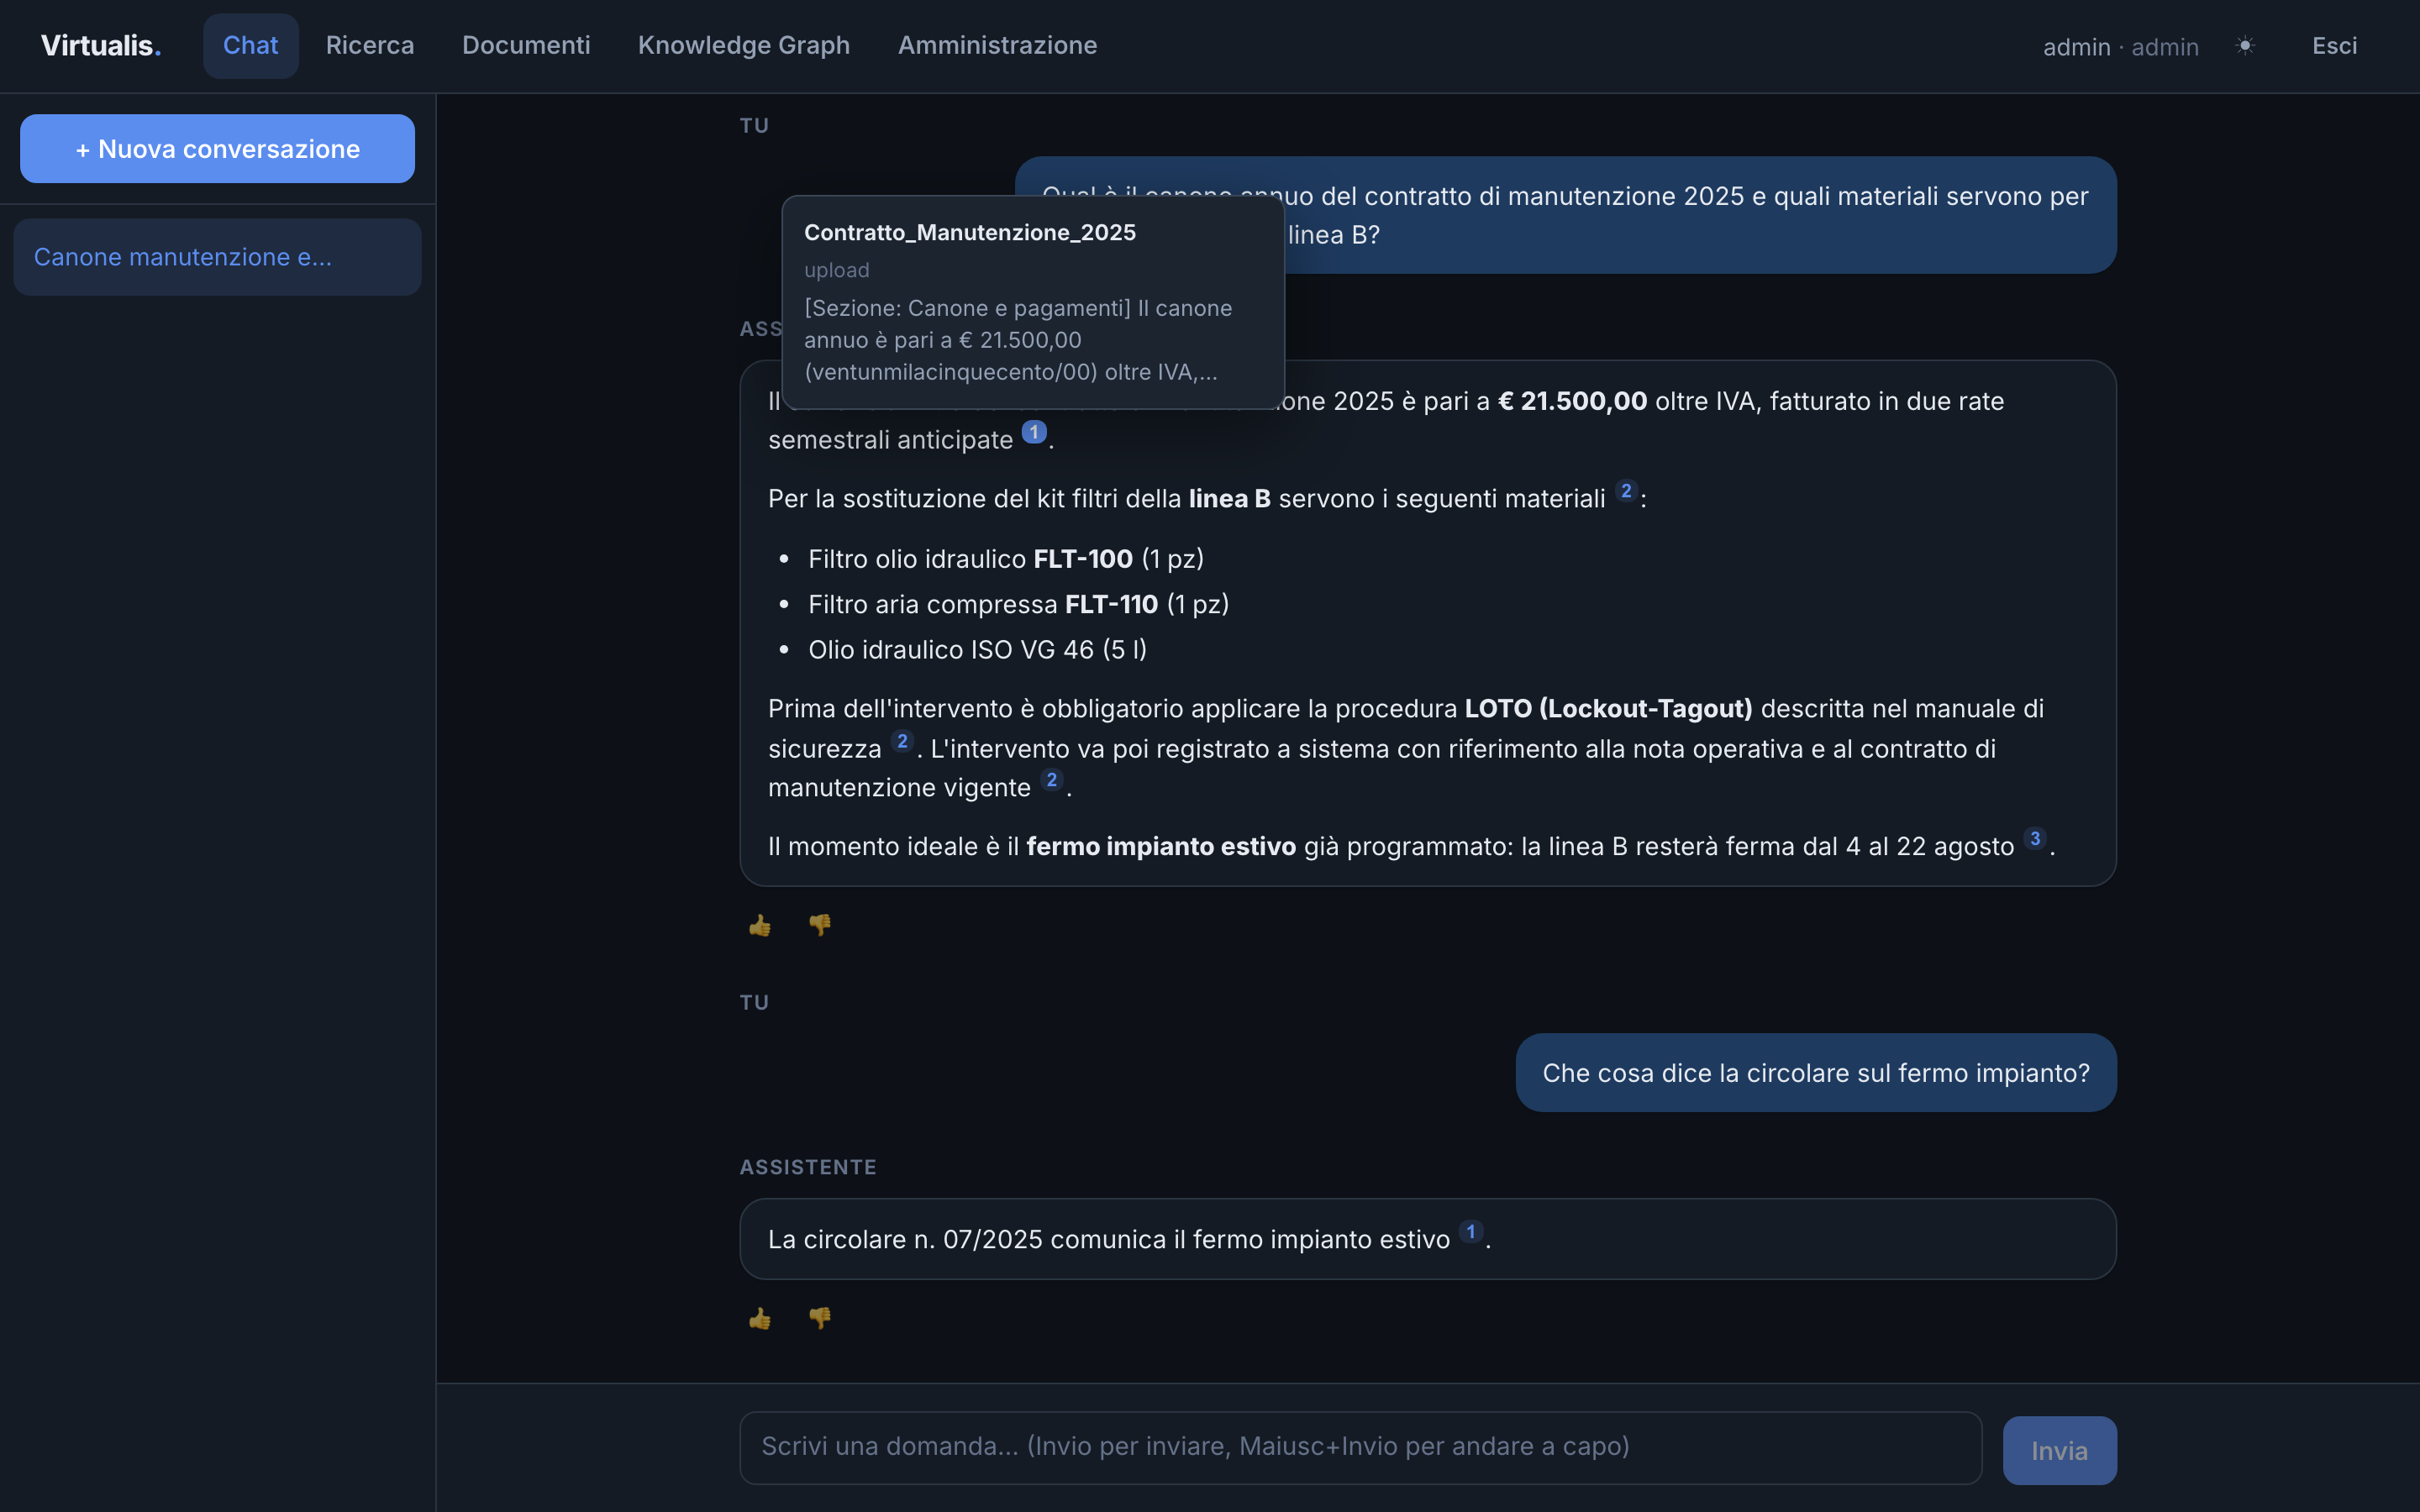 Virtualis.
Chat
Ricerca
Documenti
Knowledge Graph
Amministrazione
admin · admin
Esci
+ Nuova conversazione
Canone manutenzione e...
TU
del contratto di manutenzione 2025 e quali materiali servono per
linea B?
Contratto_Manutenzione_2025
upload
[Sezione: Canone e pagamenti] Il canone
annuo è pari a € 21.500,00
(ventunmilacinquecento/00) oltre IVA,...
Il
2025 è pari a € 21.500,00 oltre IVA, fatturato in due rate
semestrali anticipate 1.
Per la sostituzione del kit filtri della linea B servono i seguenti materiali 2:
• Filtro olio idraulico FLT-100 (1 pz)
• Filtro aria compressa FLT-110 (1 pz)
• Olio idraulico ISO VG 46 (5 l)
Prima dell'intervento è obbligatorio applicare la procedura LOTO (Lockout-Tagout) descritta nel manuale di
sicurezza 2. L'intervento va poi registrato a sistema con riferimento alla nota operativa e al contratto di
manutenzione vigente 2.
Il momento ideale è il fermo impianto estivo già programmato: la linea B resterà ferma dal 4 al 22 agosto 3.
TU
Che cosa dice la circolare sul fermo impianto?
ASSISTENTE
La circolare n. 07/2025 comunica il fermo impianto estivo 1.
Scrivi una domanda... (Invio per inviare, Maiusc+Invio per andare a capo)
Invia